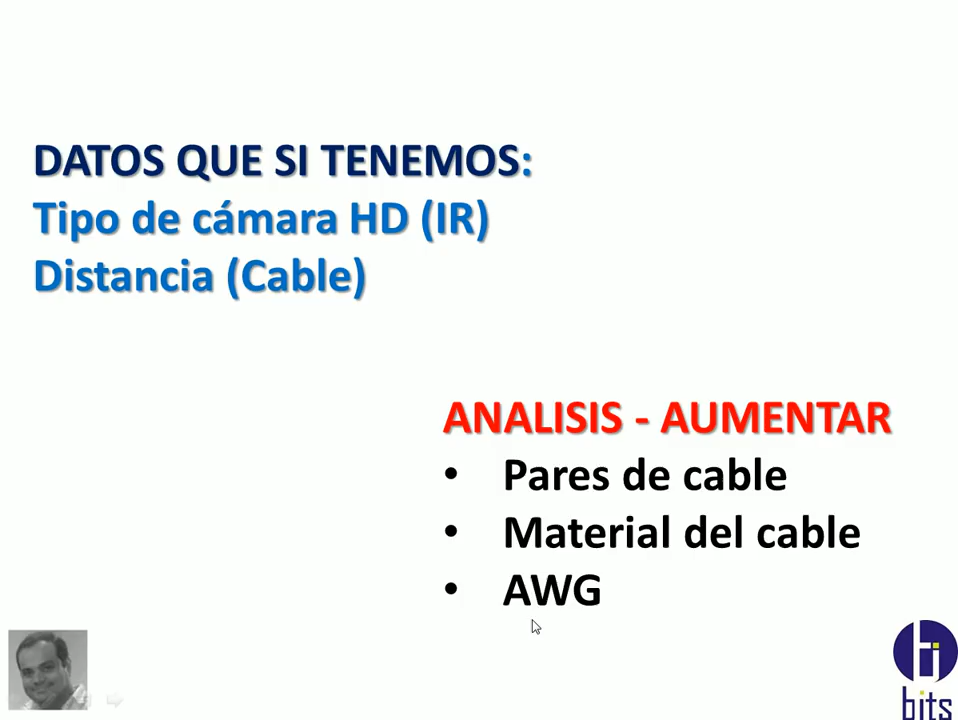 DATOS QUE SI TENEMOS:
Tipo de cámara HD (IR)
Distancia (Cable)
ANALISIS - AUMENTAR
• Pares de cable
• Material del cable
• AWG
bits